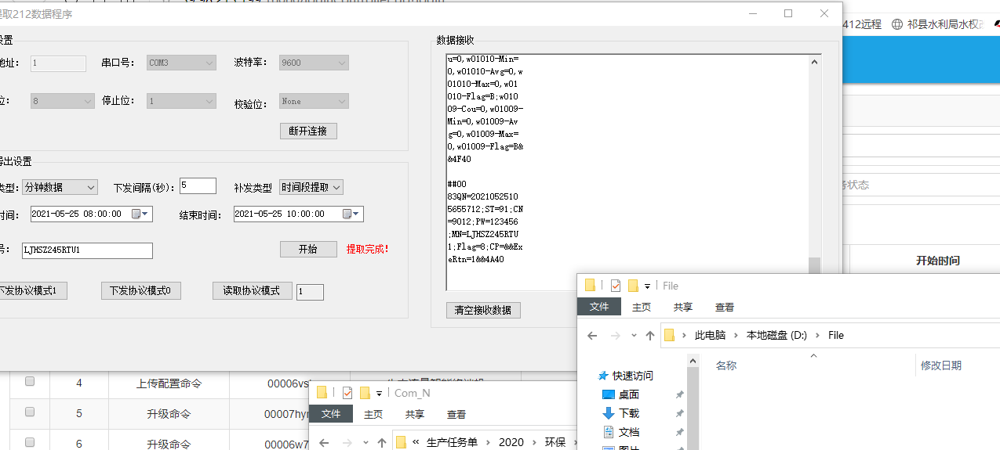 提取212数据程序
412远程
祁县水利局水权改
设置
地址:
1
串口号:
COM3
波特率:
9600
位:
8
停止位:
1
校验位:
None
断开连接
数据接收
u=0,w01010-Min=
0,w01010-Avg=0,w
01010-Max=0,w01
010-Flag=B;w010
09-Cou=0,w01009-
Min=0,w01009-Av
g=0,w01009-Max=
0,w01009-Flag=B&
&4F40
##00
83QN=2021052510
5655712;ST=91;CN
=9012;PW=123456
;MN=LJHSZ245RTU
1;Flag=8;CP=&&Ex
eRtn=1&&4A40
清空接收数据
导出设置
类型:
分钟数据
下发间隔(秒):
5
补发类型
时间段提取
时间:
2021-05-25 08:00:00
结束时间:
2021-05-25 10:00:00
号:
LJHSZ245RTU1
开始
提取完成!
下发协议模式1
下发协议模式0
读取协议模式
1
务状态
开始时间
File
文件
主页
共享
查看
此电脑
本地磁盘 (D:)
File
名称
修改日期
快速访问
桌面
下载
文档
图片
4
上传配置命令
00006vs
5
升级命令
00007hyr
6
升级命令
00006w7
Com_N
文件
主页
共享
查看
«
生产任务单
2020
环保